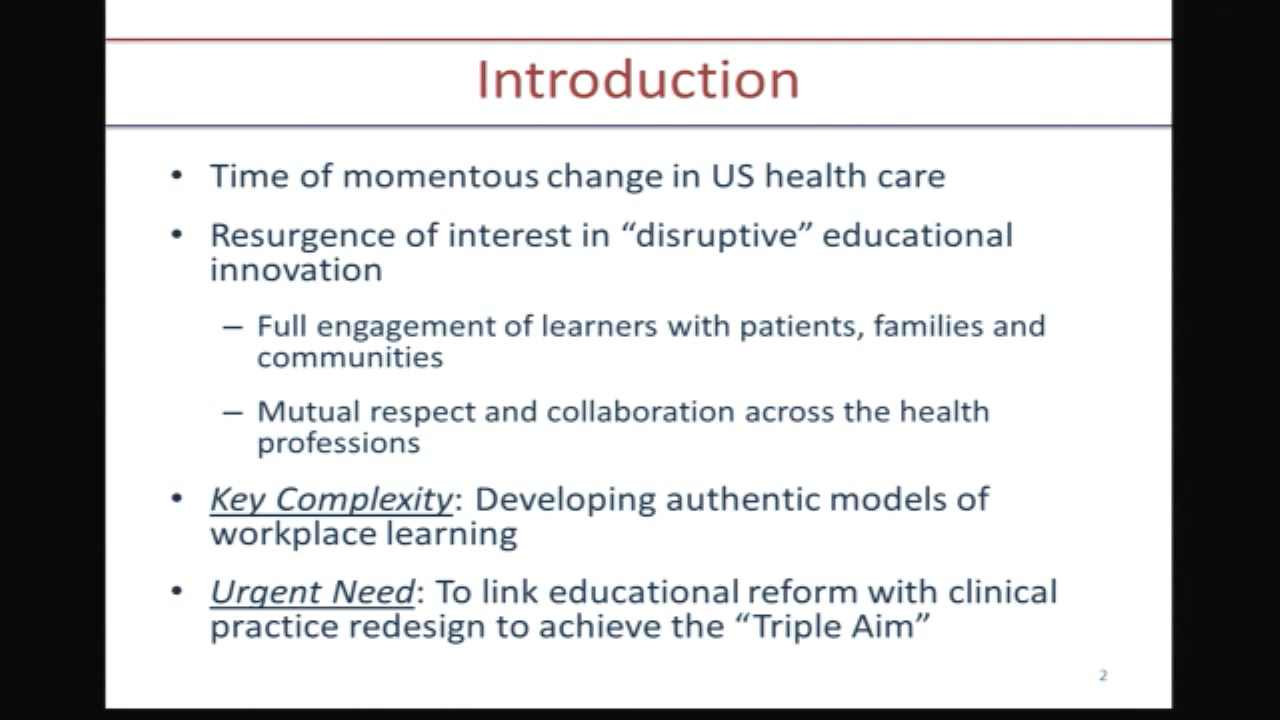 Introduction
• Time of momentous change in US health care
• Resurgence of interest in “disruptive” educational
innovation
– Full engagement of learners with patients, families and
communities
– Mutual respect and collaboration across the health
professions
• Key Complexity: Developing authentic models of
workplace learning
• Urgent Need: To link educational reform with clinical
practice redesign to achieve the “Triple Aim”
2